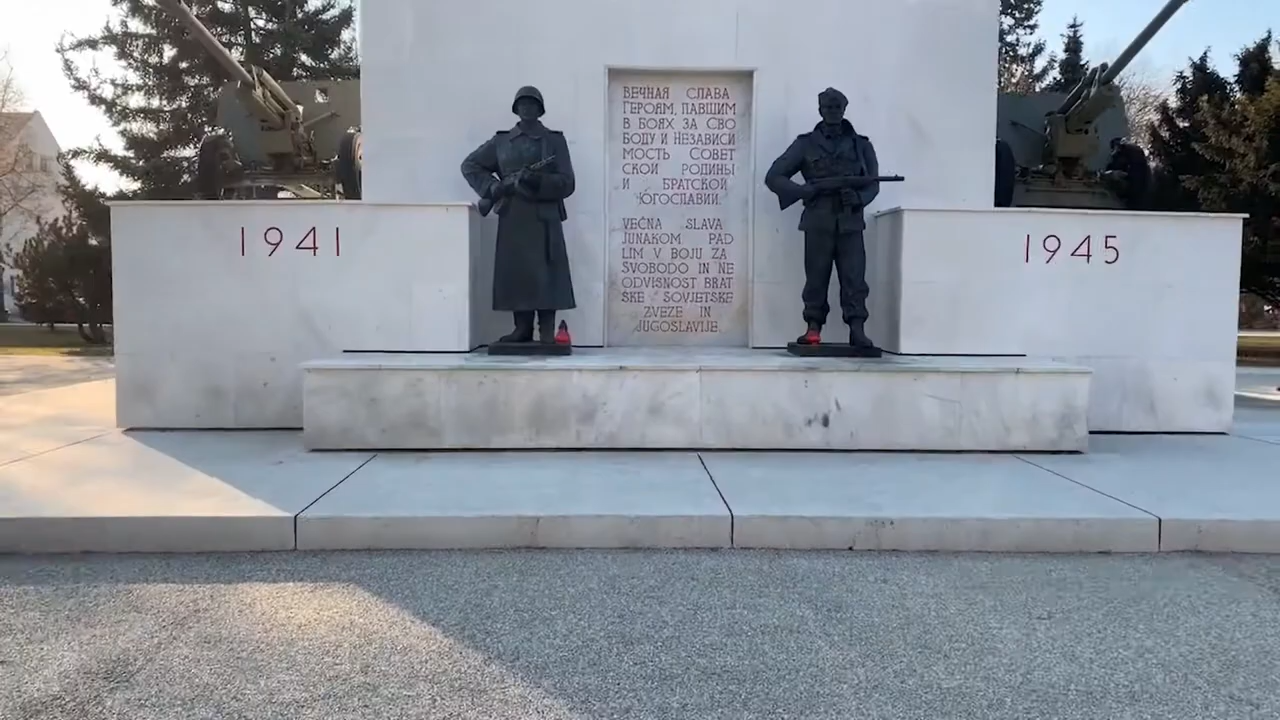 1941
ВЕЧНАЯ СЛАВА
ГЕРОЯМ, ПАВШИМ
В БОЯХ ЗА СВО
БОДУ И НЕЗАВИСИ
МОСТЬ СОВЕТ
СКОЙ РОДИНЫ
И БРАТСКОЙ
ЮГОСЛАВИИ.
VEČNA SLAVA
JUNAKOM PAD
LIM V BOJU ZA
SVOBODO IN NE
ODVISNOST BRAT
SKE SOVJETSKE
ZVEZE IN
JUGOSLAVIJE
1945